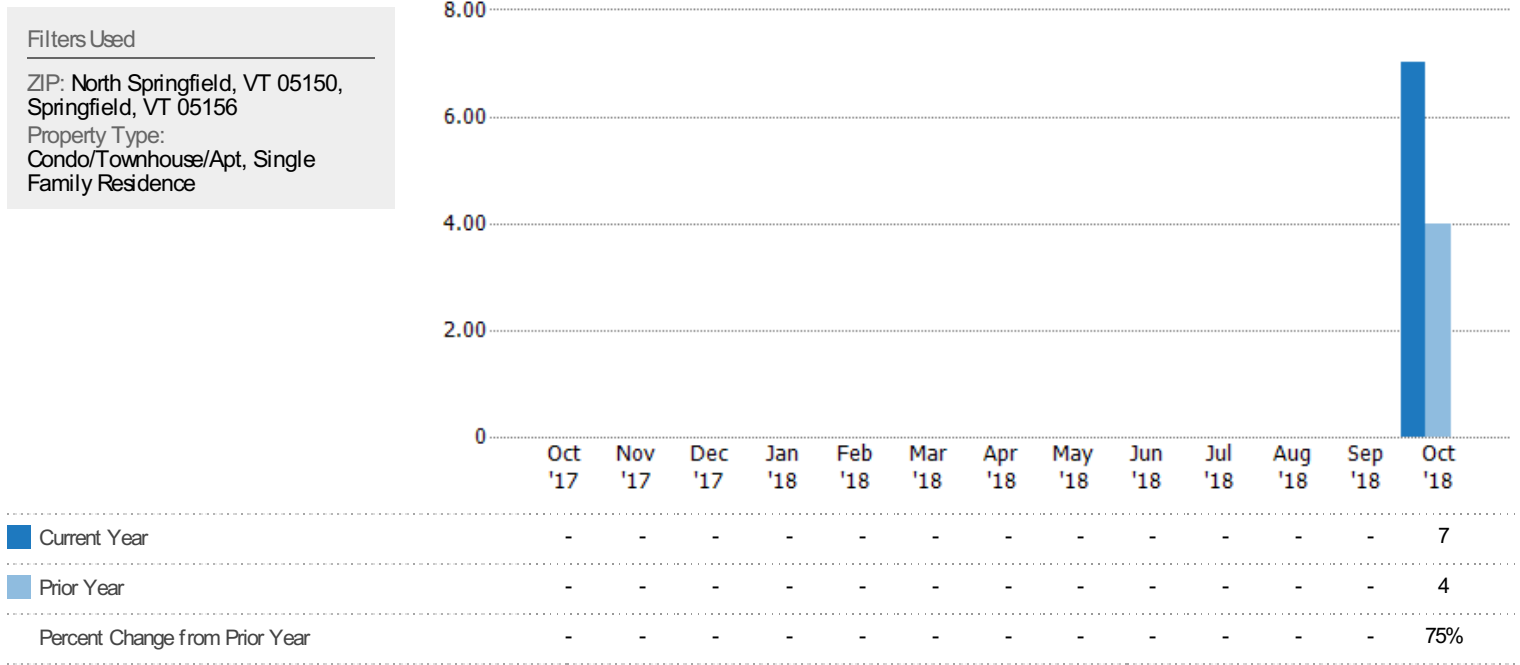 Filters Used
ZIP: North Springfield, VT 05150,
Springfield, VT 05156
Property Type:
Condo/Townhouse/Apt, Single
Family Residence
8.00
6.00
4.00
2.00
0
Oct Nov Dec Jan Feb Mar Apr May Jun Jul Aug Sep Oct
'17 '17 '17 '18 '18 '18 '18 '18 '18 '18 '18 '18 '18
Current Year - - - - - - - - - - - - 7
Prior Year - - - - - - - - - - - - 4
Percent Change from Prior Year - - - - - - - - - - - - 75%